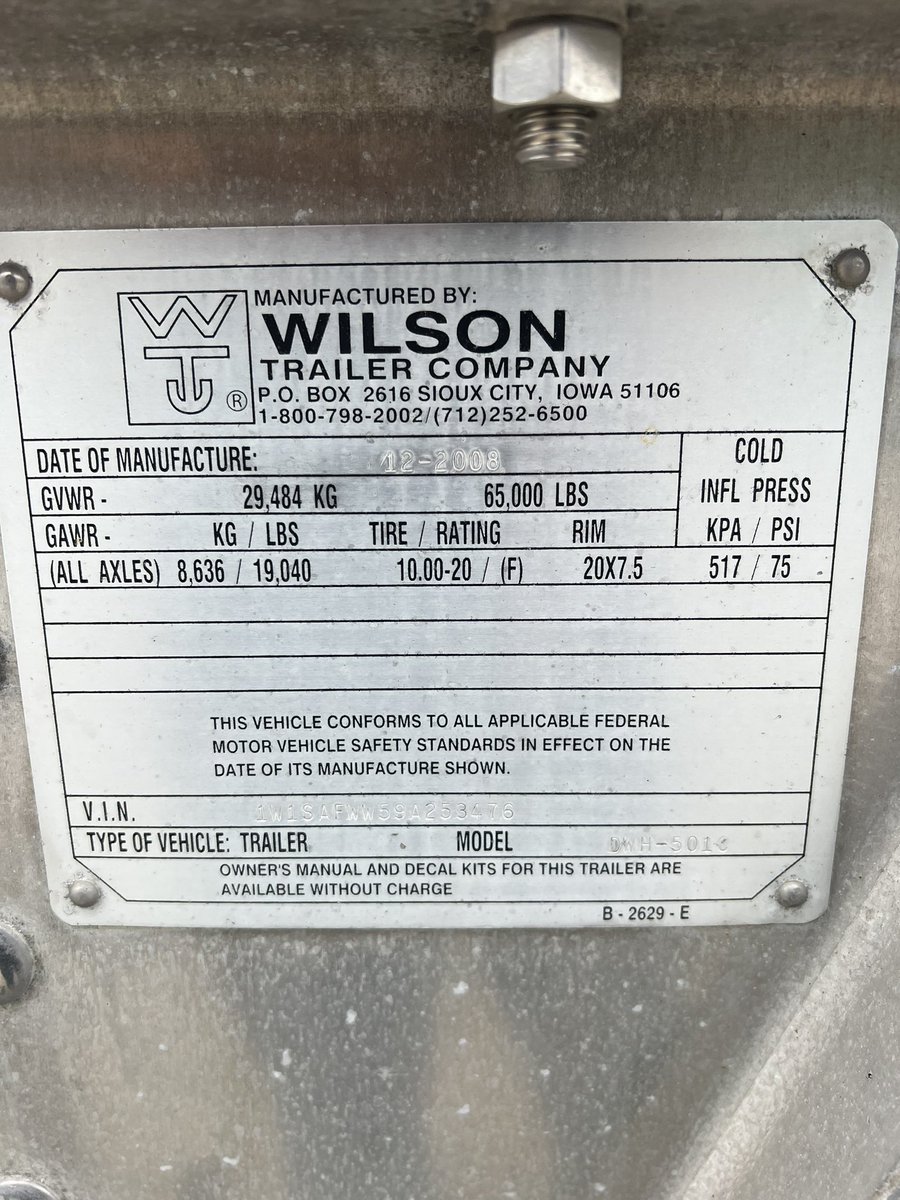 MANUFACTURED BY:
WILSON
TRAILER COMPANY
P.O. BOX 2616 SIOUX CITY, IOWA 51106
1-800-798-2002/(712)252-6500
WT ®
DATE OF MANUFACTURE: 12-2008
GVWR - 29,484 KG 65,000 LBS
COLD
INFL PRESS
GAWR - KG / LBS TIRE / RATING RIM KPA / PSI
(ALL AXLES) 8,636 / 19,040 10.00-20 / (F) 20X7.5 517 / 75
THIS VEHICLE CONFORMS TO ALL APPLICABLE FEDERAL
MOTOR VEHICLE SAFETY STANDARDS IN EFFECT ON THE
DATE OF ITS MANUFACTURE SHOWN.
V.I.N. 1W1SAFWW59A253476
TYPE OF VEHICLE: TRAILER MODEL
OWNER'S MANUAL AND DECAL KITS FOR THIS TRAILER ARE
AVAILABLE WITHOUT CHARGE
B - 2629 - E